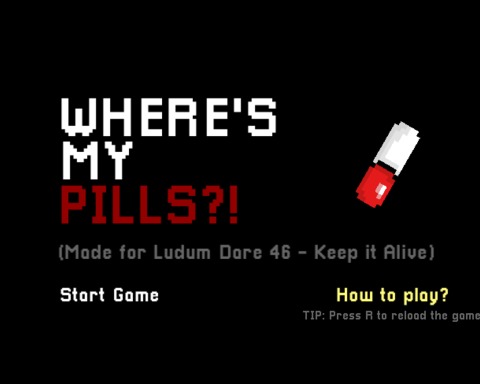 WHERE'S
MY
PILLS?!
(Made for Ludum Dare 46 - Keep it Alive)
Start Game
How to play?
TIP: Press R to reload the game